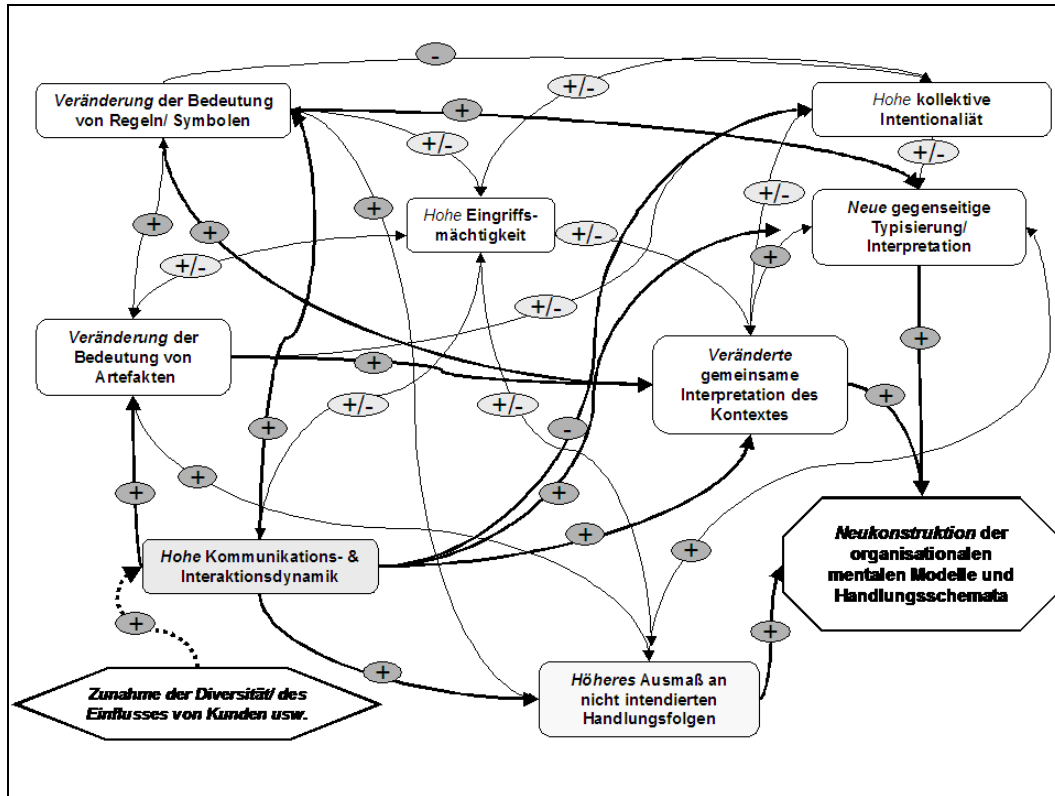 -
+/-
Veränderung der Bedeutung
von Regeln/ Symbolen
+
Hohe kollektive
Intentionaliät
+/-
+/-
+/-
Hohe Eingriffs-
mächtigkeit
Neue gegenseitige
Typisierung/
Interpretation
+
+
+
+/-
+/-
+
+/-
+/-
Veränderung der
Bedeutung von
Artefakten
+
Veränderte
gemeinsame
Interpretation des
Kontextes
+
+/-
+/-
+
+
-
+
+
+
+
Hohe Kommunikations- &
Interaktionsdynamik
+
Neukonstruktion der
organisationalen
mentalen Modelle und
Handlungsschemata
+
+
+
Höheres Ausmaß an
nicht intendierten
Handlungsfolgen
Zunahme der Diversität/ des
Einflusses von Kunden usw.